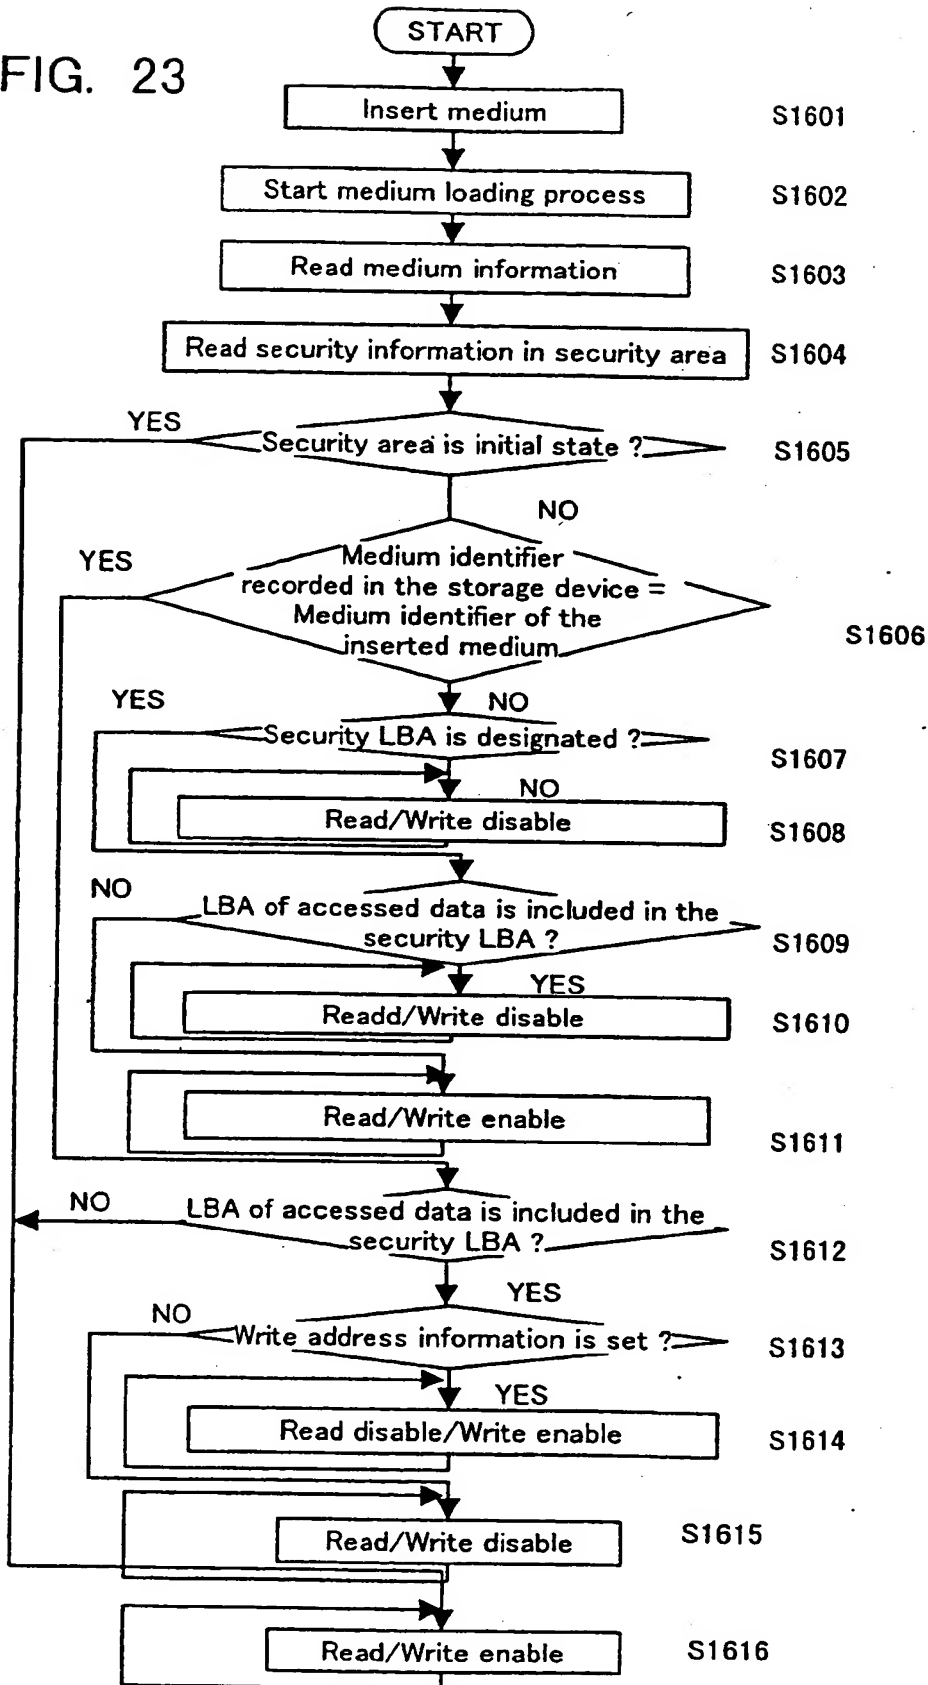 START
FIG. 23
Insert medium
S1601
Start medium loading process
S1602
Read medium information
S1603
Read security information in security area
S1604
YES
Security area is initial state ?
S1605
NO
YES
Medium identifier
recorded in the storage device =
Medium identifier of the
inserted medium
S1606
NO
YES
Security LBA is designated ?
S1607
NO
Read/Write disable
S1608
NO
LBA of accessed data is included in the
security LBA ?
S1609
YES
Readd/Write disable
S1610
Read/Write enable
S1611
NO
LBA of accessed data is included in the
security LBA ?
S1612
YES
NO
Write address information is set ?
S1613
YES
Read disable/Write enable
S1614
Read/Write disable
S1615
Read/Write enable
S1616